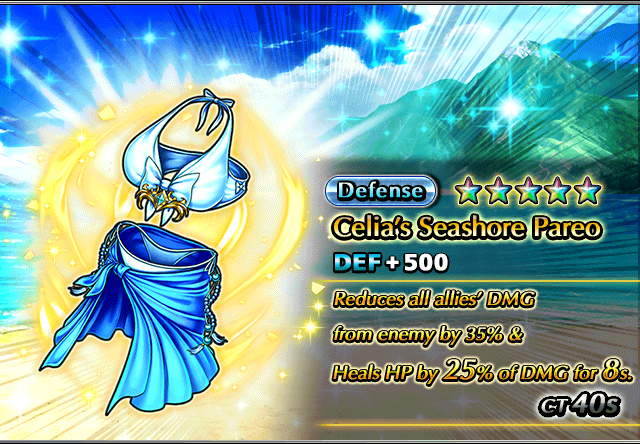 Defense
Celia's Seashore Pareo
DEF+500
Reduces all allies' DMG
from enemy by 35% &
Heals HP by 25% of DMG for 8s.
CT 40s